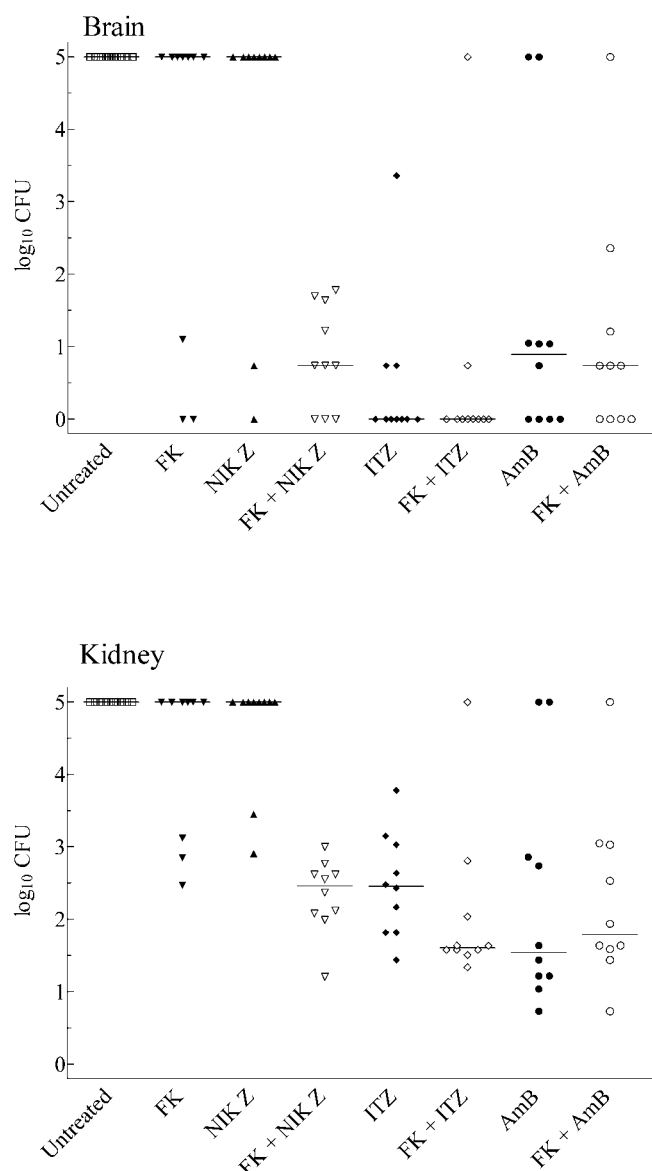 Brain
5
4
3
2
1
0
log₁₀ CFU
Untreated
FK
NIK Z
FK + NIK Z
ITZ
FK + ITZ
AmB
FK + AmB
Kidney
5
4
3
2
1
0
log₁₀ CFU
Untreated
FK
NIK Z
FK + NIK Z
ITZ
FK + ITZ
AmB
FK + AmB